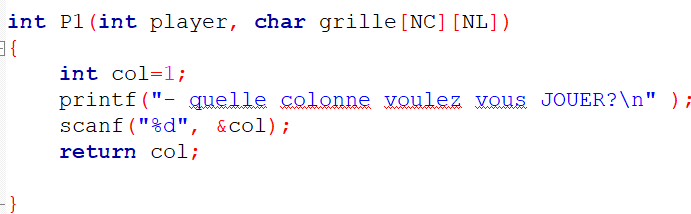 int P1(int player, char grille[NC][NL])
{
int col=1;
printf("- quelle colonne voulez vous JOUER?\n" );
scanf("%d", &col);
return col;
}